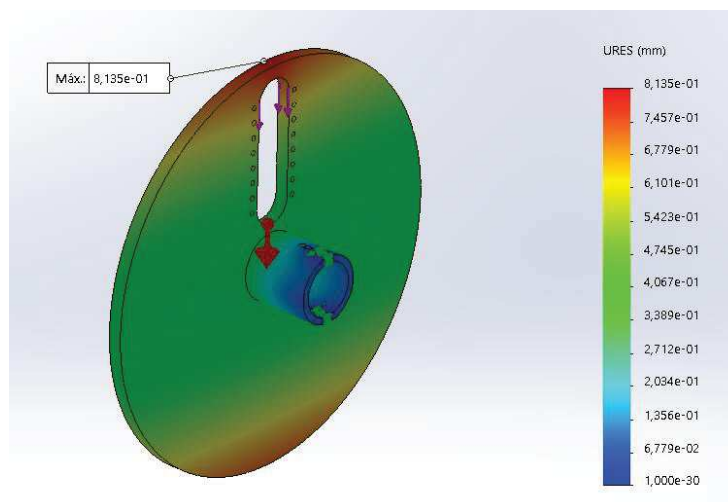 URES (mm)
Máx.: 8,135e-01
8,135e-01
7,457e-01
6,779e-01
6,101e-01
5,423e-01
4,745e-01
4,067e-01
3,389e-01
2,712e-01
2,034e-01
1,356e-01
6,779e-02
1,000e-30